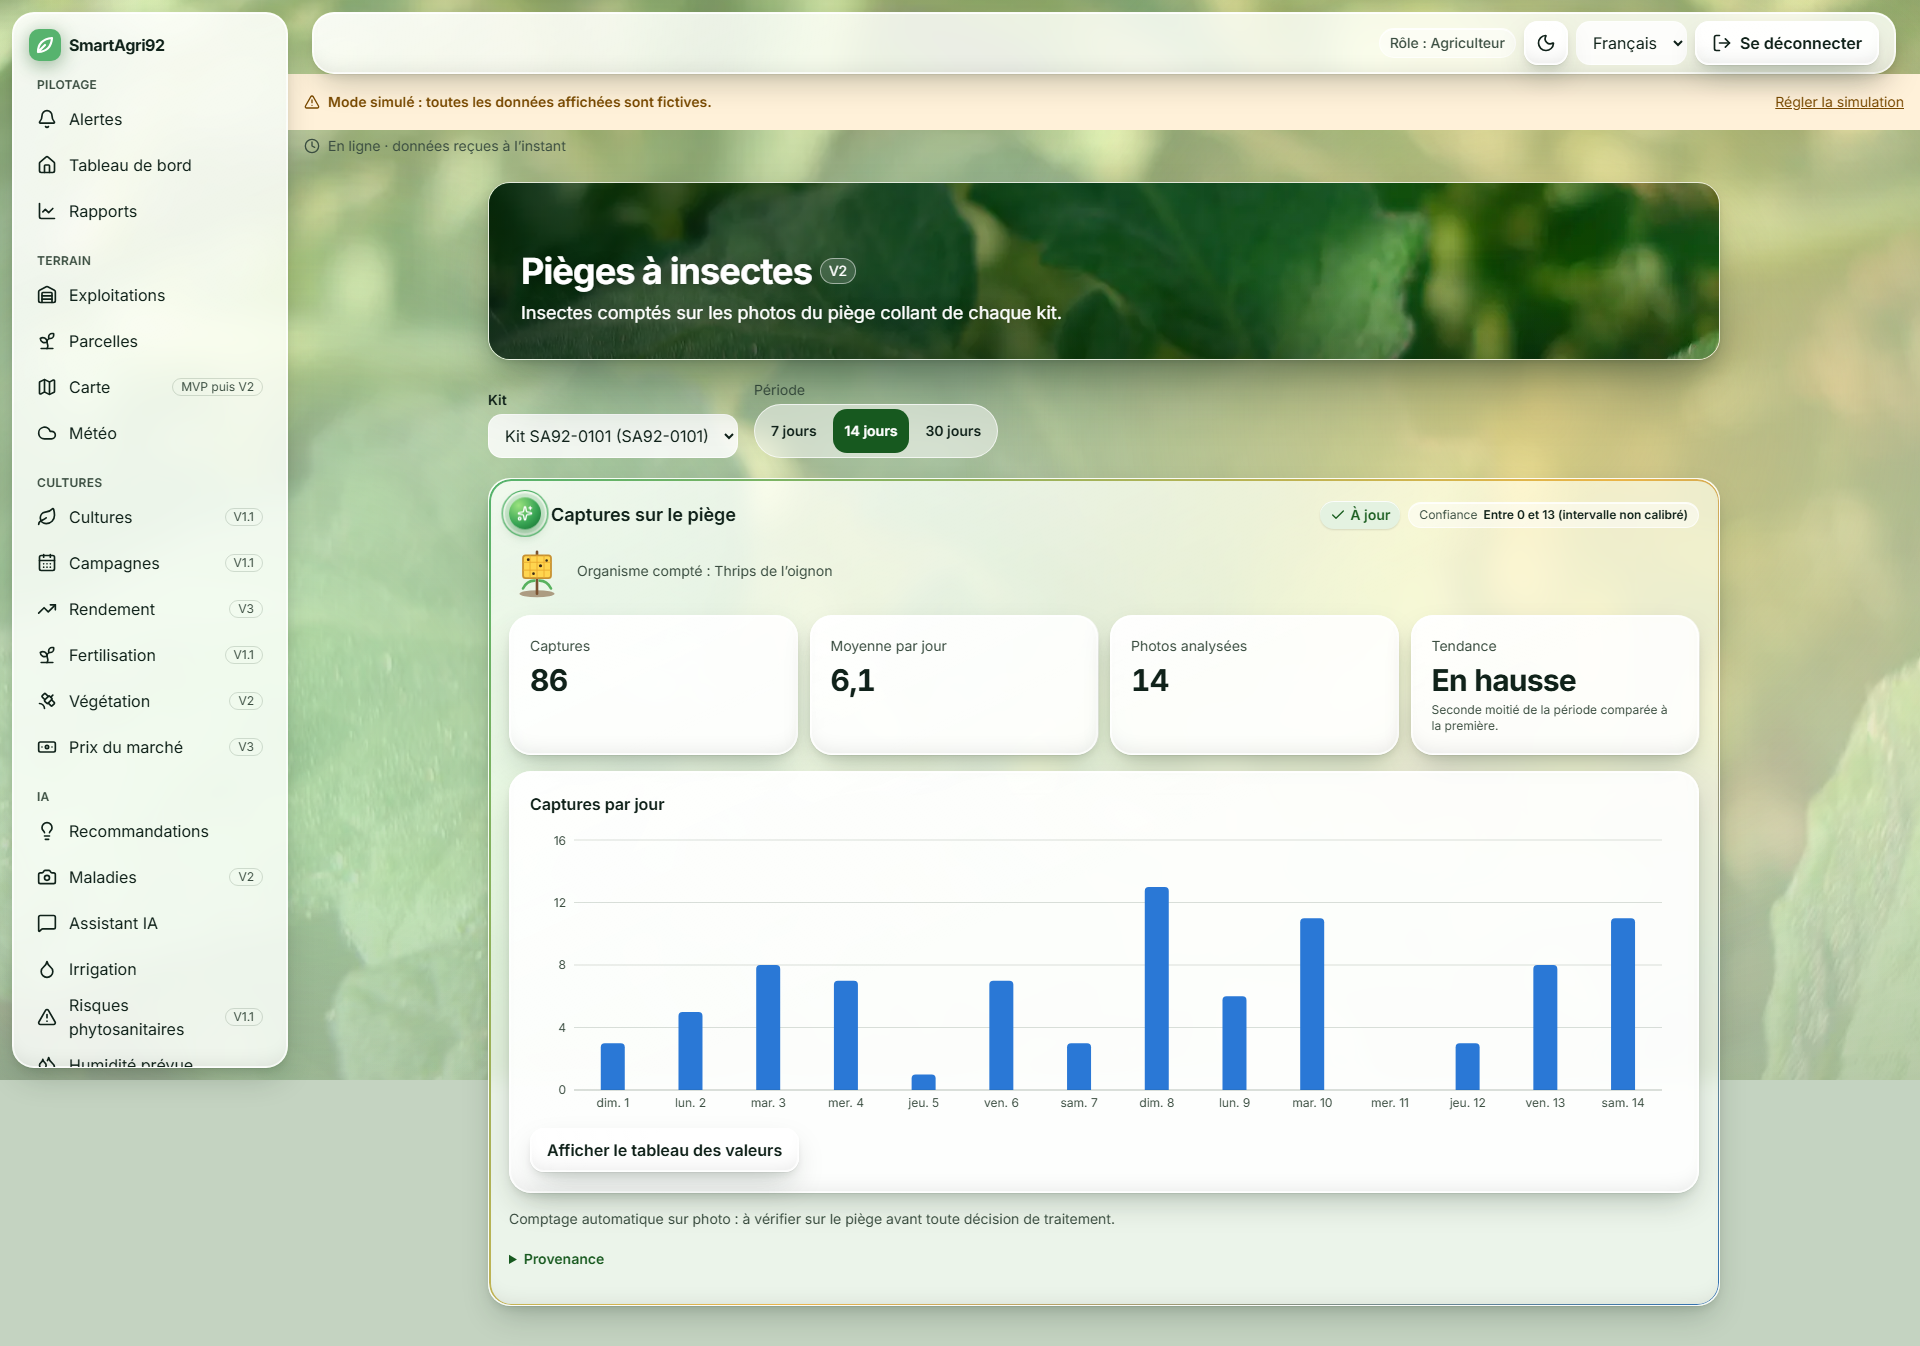 SmartAgri92
PILOTAGE
Alertes
Tableau de bord
Rapports
TERRAIN
Exploitations
Parcelles
Carte MVP puis V2
Météo
CULTURES
Cultures V1.1
Campagnes V1.1
Rendement V3
Fertilisation V1.1
Végétation V2
Prix du marché V3
IA
Recommandations
Maladies V2
Assistant IA
Irrigation
Risques phytosanitaires V1.1
Humidité prévue
Rôle : Agriculteur
Français
Se déconnecter
Mode simulé : toutes les données affichées sont fictives.
Régler la simulation
En ligne · données reçues à l’instant
Pièges à insectes V2
Insectes comptés sur les photos du piège collant de chaque kit.
Kit
Kit SA92-0101 (SA92-0101)
Période
7 jours
14 jours
30 jours
Captures sur le piège
À jour
Confiance Entre 0 et 13 (intervalle non calibré)
Organisme compté : Thrips de l’oignon
Captures
86
Moyenne par jour
6,1
Photos analysées
14
Tendance
En hausse
Seconde moitié de la période comparée à
la première.
Captures par jour
16
12
8
4
0
dim. 1
lun. 2
mar. 3
mer. 4
jeu. 5
ven. 6
sam. 7
dim. 8
lun. 9
mar. 10
mer. 11
jeu. 12
ven. 13
sam. 14
Afficher le tableau des valeurs
Comptage automatique sur photo : à vérifier sur le piège avant toute décision de traitement.
Provenance